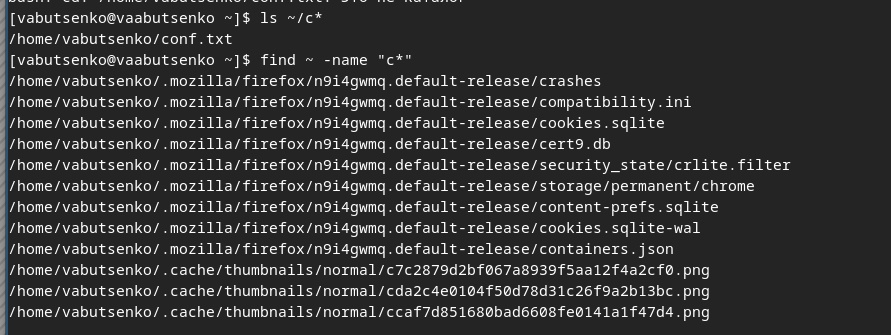 [vabutsenko@vaabutsenko ~]$ ls ~/c*
/home/vabutsenko/conf.txt
[vabutsenko@vaabutsenko ~]$ find ~ -name "c*"
/home/vabutsenko/.mozilla/firefox/n9i4gwmq.default-release/crashes
/home/vabutsenko/.mozilla/firefox/n9i4gwmq.default-release/compatibility.ini
/home/vabutsenko/.mozilla/firefox/n9i4gwmq.default-release/cookies.sqlite
/home/vabutsenko/.mozilla/firefox/n9i4gwmq.default-release/cert9.db
/home/vabutsenko/.mozilla/firefox/n9i4gwmq.default-release/security_state/crlite.filter
/home/vabutsenko/.mozilla/firefox/n9i4gwmq.default-release/storage/permanent/chrome
/home/vabutsenko/.mozilla/firefox/n9i4gwmq.default-release/content-prefs.sqlite
/home/vabutsenko/.mozilla/firefox/n9i4gwmq.default-release/cookies.sqlite-wal
/home/vabutsenko/.mozilla/firefox/n9i4gwmq.default-release/containers.json
/home/vabutsenko/.cache/thumbnails/normal/c7c2879d2bf067a8939f5aa12f4a2cf0.png
/home/vabutsenko/.cache/thumbnails/normal/cda2c4e0104f50d78d31c26f9a2b13bc.png
/home/vabutsenko/.cache/thumbnails/normal/ccaf7d851680bad6608fe0141a1f47d4.png